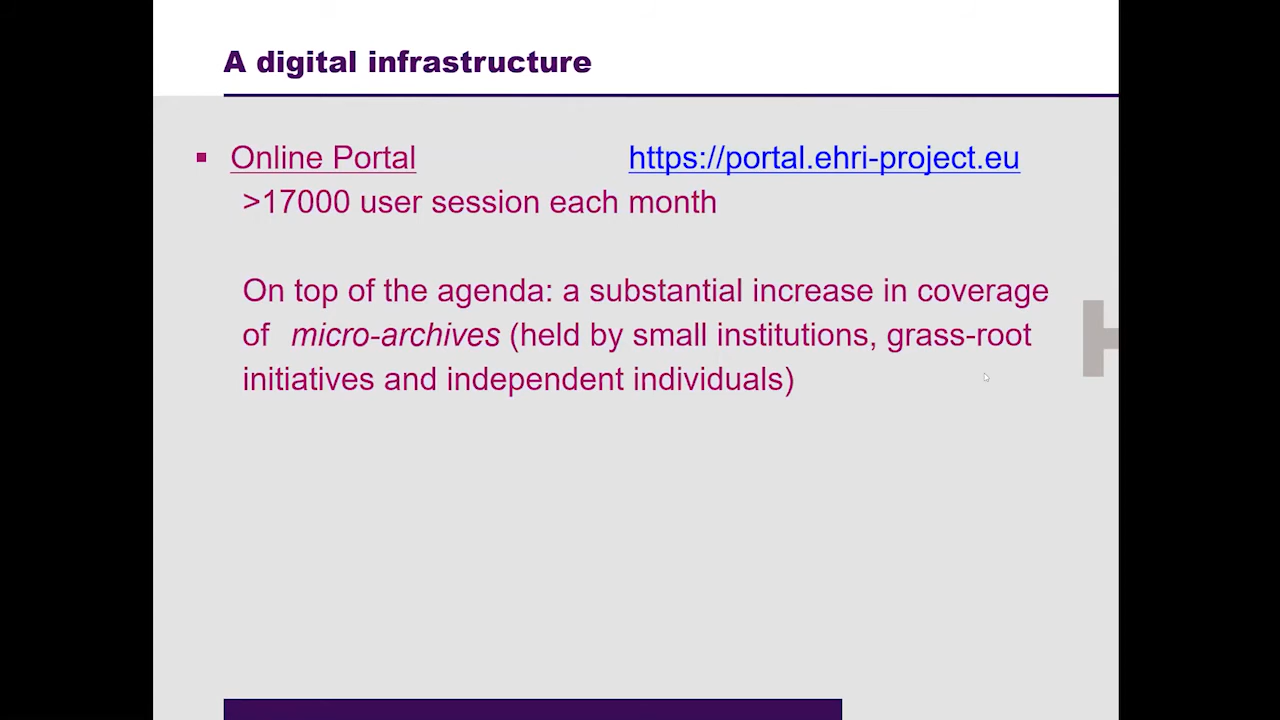 A digital infrastructure
Online Portal https://portal.ehri-project.eu
>17000 user session each month
On top of the agenda: a substantial increase in coverage
of micro-archives (held by small institutions, grass-root
initiatives and independent individuals)
H